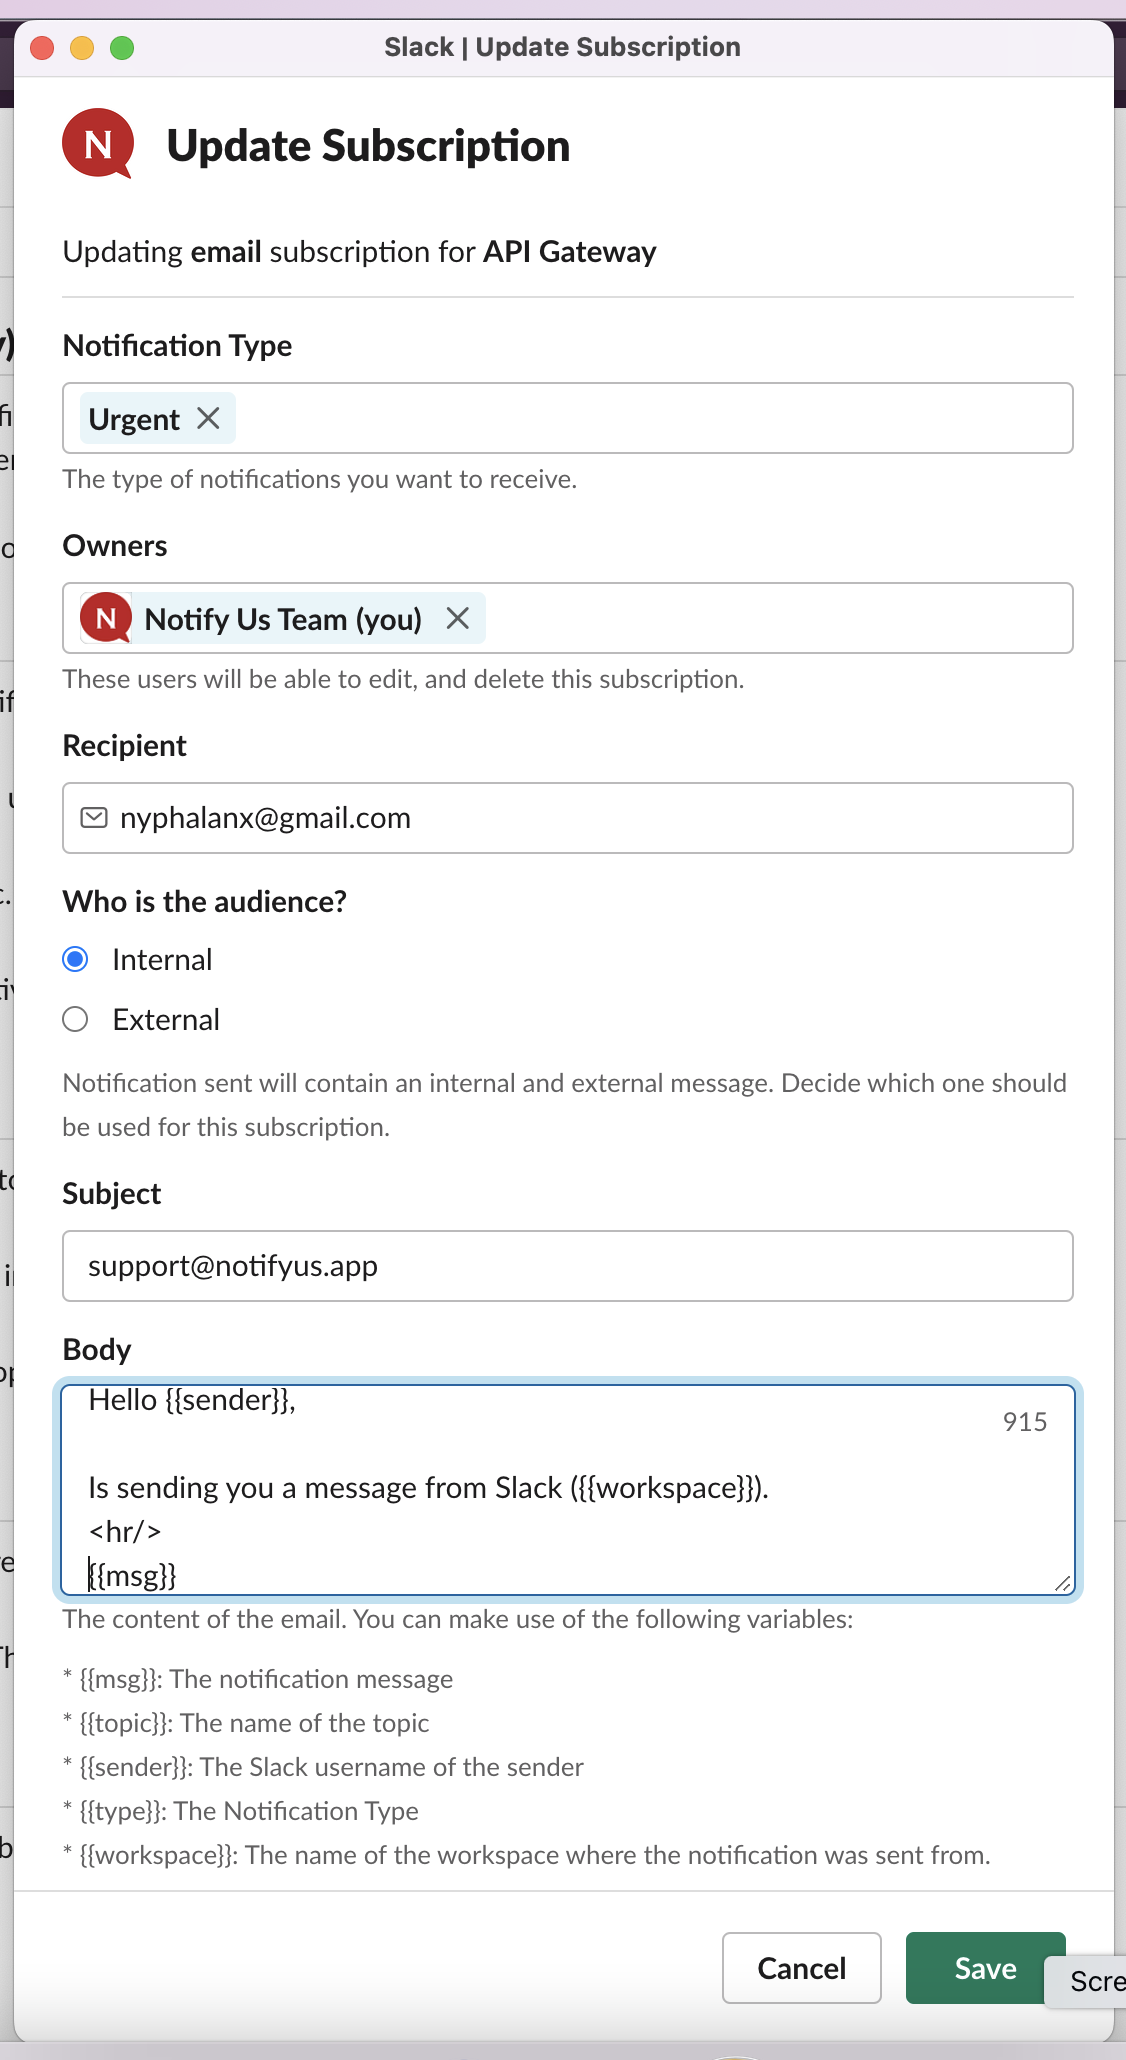 Slack | Update Subscription
N
Update Subscription
Updating email subscription for API Gateway
Notification Type
Urgent
The type of notifications you want to receive.
Owners
N
Notify Us Team (you)
These users will be able to edit, and delete this subscription.
Recipient
nyphalanx@gmail.com
Who is the audience?
Internal
External
Notification sent will contain an internal and external message. Decide which one should
be used for this subscription.
Subject
support@notifyus.app
Body
Hello {{sender}},
915
Is sending you a message from Slack ({{workspace}}).
<hr/>
{{msg}}
The content of the email. You can make use of the following variables:
* {{msg}}: The notification message
* {{topic}}: The name of the topic
* {{sender}}: The Slack username of the sender
* {{type}}: The Notification Type
* {{workspace}}: The name of the workspace where the notification was sent from.
Cancel
Save
Scre